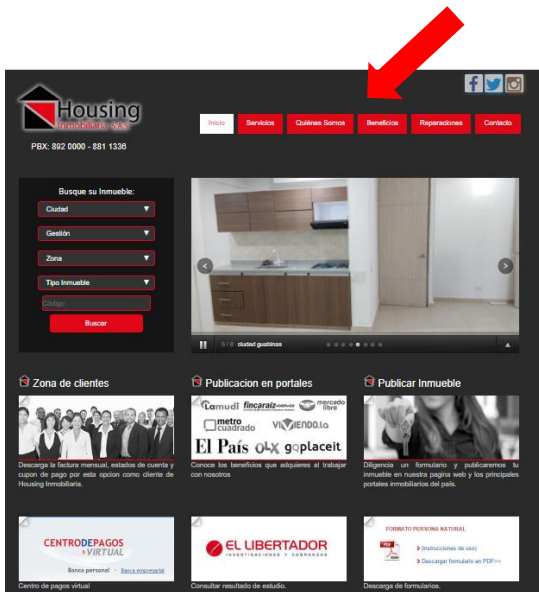 Housing
Inmobiliaria S.A.S
PBX: 892 0000 - 881 1336
Inicio
Servicios
Quiénes Somos
Beneficios
Reparaciones
Contacto
Busque su Inmueble:
Ciudad
Gestión
Zona
Tipo Inmueble
Código
Buscar
5 / 8 ciudad guabinas
Zona de clientes
Descarga la factura mensual, estados de cuenta y
cupon de pago por esta opcion como cliente de
Housing Inmobiliaria.
Publicacion en portales
Lamudi fincaraiz.com.co mercado libre
metro cuadrado VIVIENDO.la
El País OLX goplaceit
Conoce los beneficios que adquieres al trabajar
con nosotros
Publicar Inmueble
Diligencia un formulario y publicaremos tu
inmueble en nuestra pagina web y los principales
portales inmobiliarios del país.
CENTRODEPAGOS
VIRTUAL
Banca personal - Banca empresarial
Centro de pagos virtual
EL LIBERTADOR
INVESTIGACIONES Y COBRANZAS
Consultar resultado de estudio.
FORMATO PERSONA NATURAL
PDF
(Instrucciones de uso)
Descargar formulario en PDF>>
Descarga de formularios.